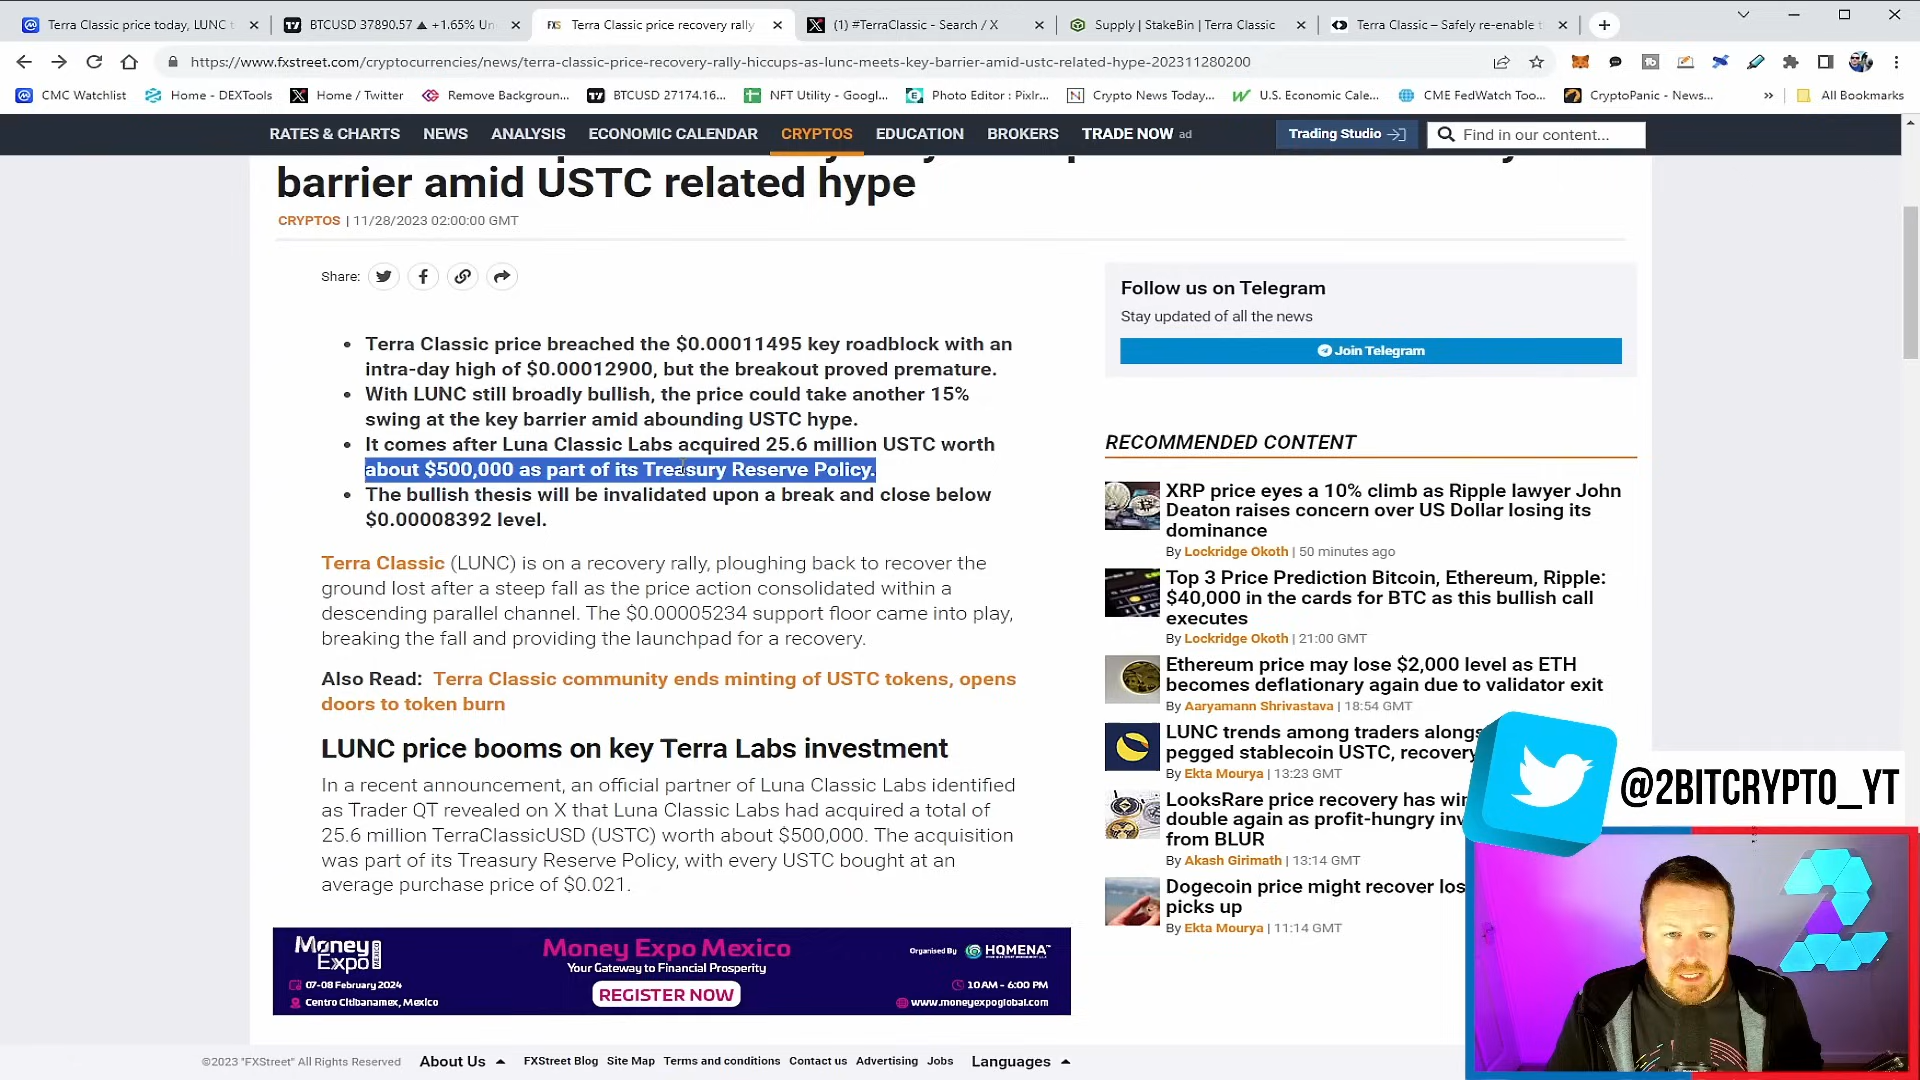 Terra Classic price today, LUNC t
BTCUSD 37890.57 ▲ +1.65% Un
FXS
Terra Classic price recovery rally
(1) #TerraClassic - Search / X
Supply | StakeBin | Terra Classic
Terra Classic – Safely re-enable t
https://www.fxstreet.com/cryptocurrencies/news/terra-classic-price-recovery-rally-hiccups-as-lunc-meets-key-barrier-amid-ustc-related-hype-202311280200
CMC Watchlist
Home - DEXTools
Home / Twitter
Remove Backgroun...
BTCUSD 27174.16...
NFT Utility - Googl...
Photo Editor : Pixlr...
Crypto News Today...
U.S. Economic Cale...
CME FedWatch Too...
CryptoPanic - News...
»
All Bookmarks
RATES & CHARTS
NEWS
ANALYSIS
ECONOMIC CALENDAR
CRYPTOS
EDUCATION
BROKERS
TRADE NOW ad
Trading Studio
Find in our content...
barrier amid USTC related hype
CRYPTOS | 11/28/2023 02:00:00 GMT
Share:
• Terra Classic price breached the $0.00011495 key roadblock with an
intra-day high of $0.00012900, but the breakout proved premature.
• With LUNC still broadly bullish, the price could take another 15%
swing at the key barrier amid abounding USTC hype.
• It comes after Luna Classic Labs acquired 25.6 million USTC worth
about $500,000 as part of its Treasury Reserve Policy.
• The bullish thesis will be invalidated upon a break and close below
$0.00008392 level.
Terra Classic (LUNC) is on a recovery rally, ploughing back to recover the
ground lost after a steep fall as the price action consolidated within a
descending parallel channel. The $0.00005234 support floor came into play,
breaking the fall and providing the launchpad for a recovery.
Also Read: Terra Classic community ends minting of USTC tokens, opens
doors to token burn
LUNC price booms on key Terra Labs investment
In a recent announcement, an official partner of Luna Classic Labs identified
as Trader QT revealed on X that Luna Classic Labs had acquired a total of
25.6 million TerraClassicUSD (USTC) worth about $500,000. The acquisition
was part of its Treasury Reserve Policy, with every USTC bought at an
average purchase price of $0.021.
Money Expo MEXICO
07-08 February 2024
Centro Citibanamex, Mexico
Money Expo Mexico
Your Gateway to Financial Prosperity
REGISTER NOW
Organised By HQMENA
10 AM - 6:00 PM
www.moneyexpoglobal.com
Follow us on Telegram
Stay updated of all the news
Join Telegram
RECOMMENDED CONTENT
XRP price eyes a 10% climb as Ripple lawyer John
Deaton raises concern over US Dollar losing its
dominance
By Lockridge Okoth | 50 minutes ago
Top 3 Price Prediction Bitcoin, Ethereum, Ripple:
$40,000 in the cards for BTC as this bullish call
executes
By Lockridge Okoth | 21:00 GMT
Ethereum price may lose $2,000 level as ETH
becomes deflationary again due to validator exit
By Aaryamann Shrivastava | 18:54 GMT
LUNC trends among traders alongs
pegged stablecoin USTC, recovery
By Ekta Mourya | 13:23 GMT
LooksRare price recovery has win
double again as profit-hungry inv
from BLUR
By Akash Girimath | 13:14 GMT
Dogecoin price might recover los
picks up
By Ekta Mourya | 11:14 GMT
@2BITCRYPTO_YT
©2023 "FXStreet" All Rights Reserved
About Us
FXStreet Blog
Site Map
Terms and conditions
Contact us
Advertising
Jobs
Languages